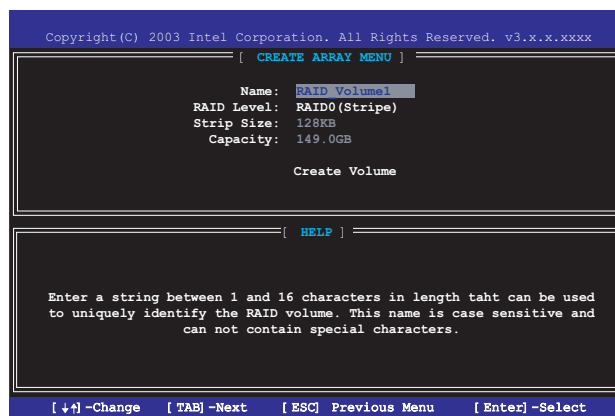 Copyright(C) 2003 Intel Corporation. All Rights Reserved. v3.x.x.xxxx
[ CREATE ARRAY MENU ]
Name: RAID_Volume1
RAID Level: RAID0(Stripe)
Strip Size: 128KB
Capacity: 149.0GB
Create Volume
[ HELP ]
Enter a string between 1 and 16 characters in length taht can be used
to uniquely identify the RAID volume. This name is case sensitive and
can not contain special characters.
[↓↑]-Change [TAB]-Next [ESC] Previous Menu [Enter]-Select